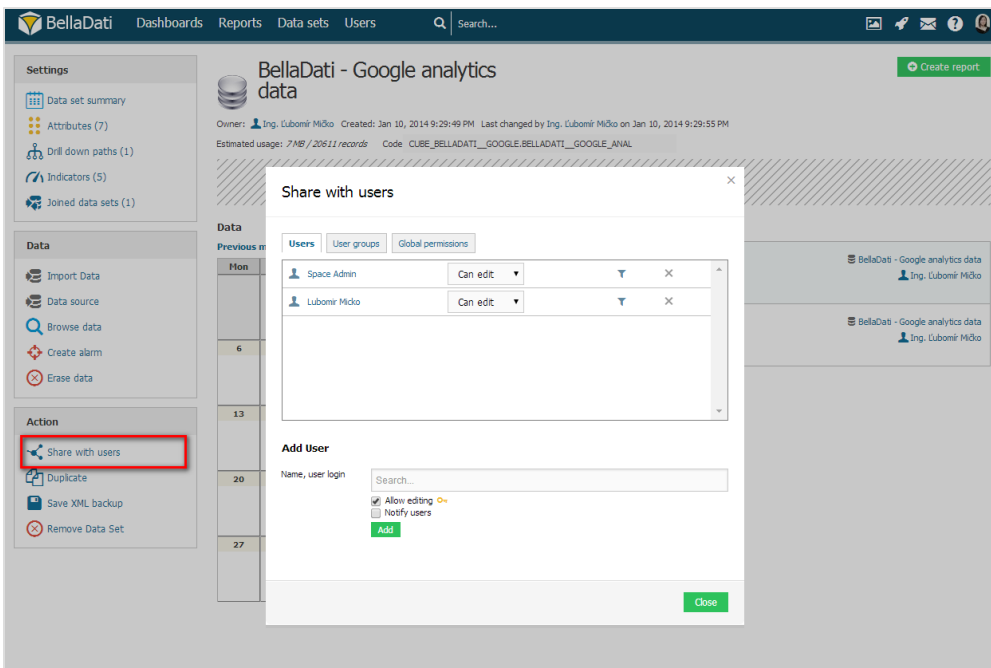 BellaDati Dashboards Reports Data sets Users Search...
Settings
Data set summary
Attributes (7)
Drill down paths (1)
Indicators (5)
Joined data sets (1)
Data
Import Data
Data source
Browse data
Create alarm
Erase data
Action
Share with users
Duplicate
Save XML backup
Remove Data Set
BellaDati - Google analytics
data
Create report
Owner: Ing. Ľubomír Mičko Created: Jan 10, 2014 9:29:49 PM Last changed by Ing. Ľubomír Mičko on Jan 10, 2014 9:29:55 PM
Estimated usage: 7 MB / 20611 records Code CUBE_BELLADATI__GOOGLE.BELLADATI__GOOGLE_ANAL
Data
Previous m
Mon
6
13
20
27
Share with users
Users User groups Global permissions
Space Admin Can edit
Lubomir Micko Can edit
Add User
Name, user login Search...
Allow editing
Notify users
Add
Close
BellaDati - Google analytics data
Ing. Ľubomír Mičko
BellaDati - Google analytics data
Ing. Ľubomír Mičko